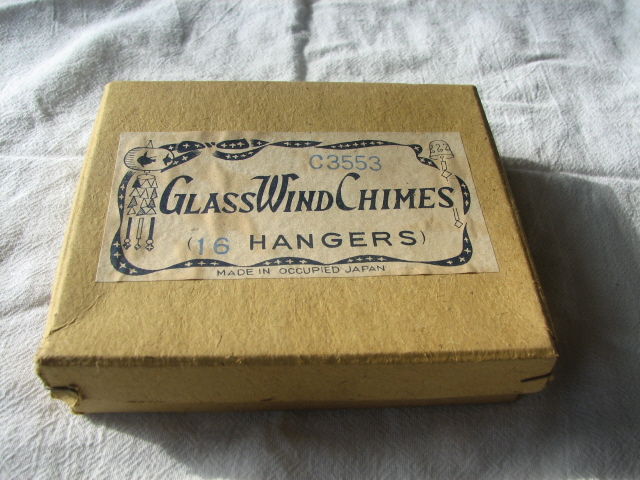 C3553
GLASS WIND CHIMES
(16 HANGERS)
MADE IN OCCUPIED JAPAN